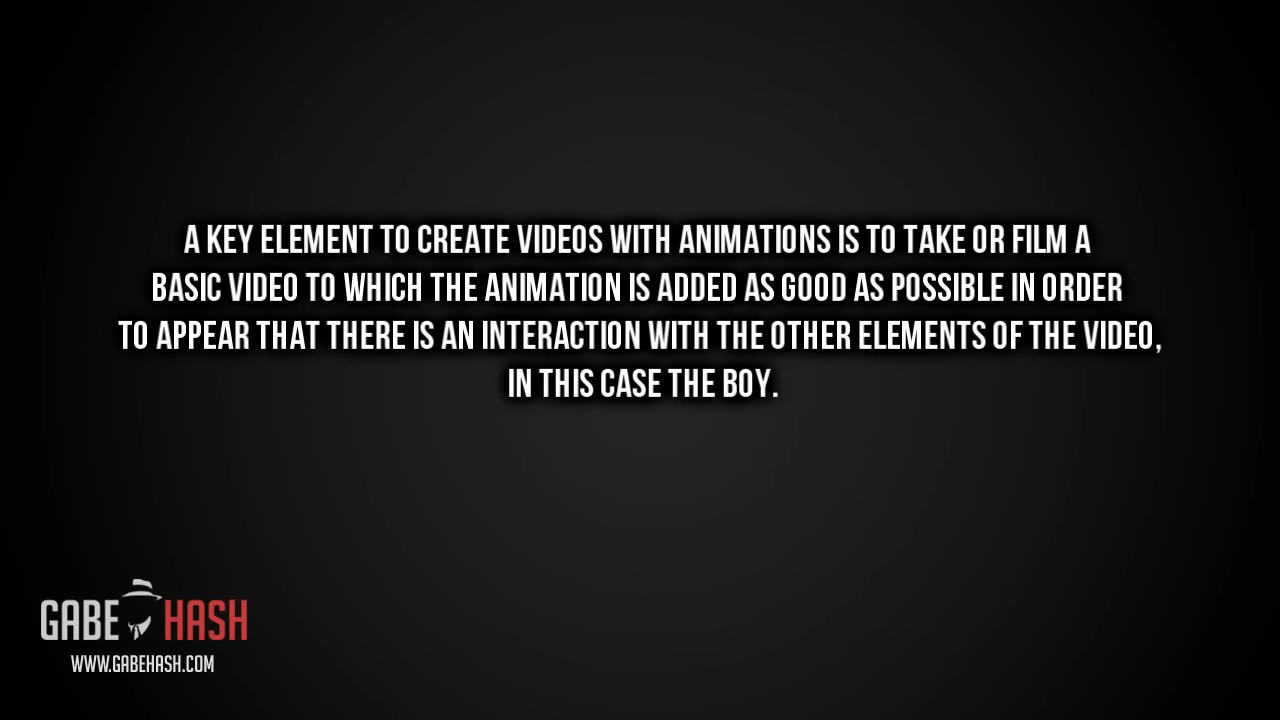 A KEY ELEMENT TO CREATE VIDEOS WITH ANIMATIONS IS TO TAKE OR FILM A
BASIC VIDEO TO WHICH THE ANIMATION IS ADDED AS GOOD AS POSSIBLE IN ORDER
TO APPEAR THAT THERE IS AN INTERACTION WITH THE OTHER ELEMENTS OF THE VIDEO,
IN THIS CASE THE BOY.
GABE HASH
WWW.GABEHASH.COM